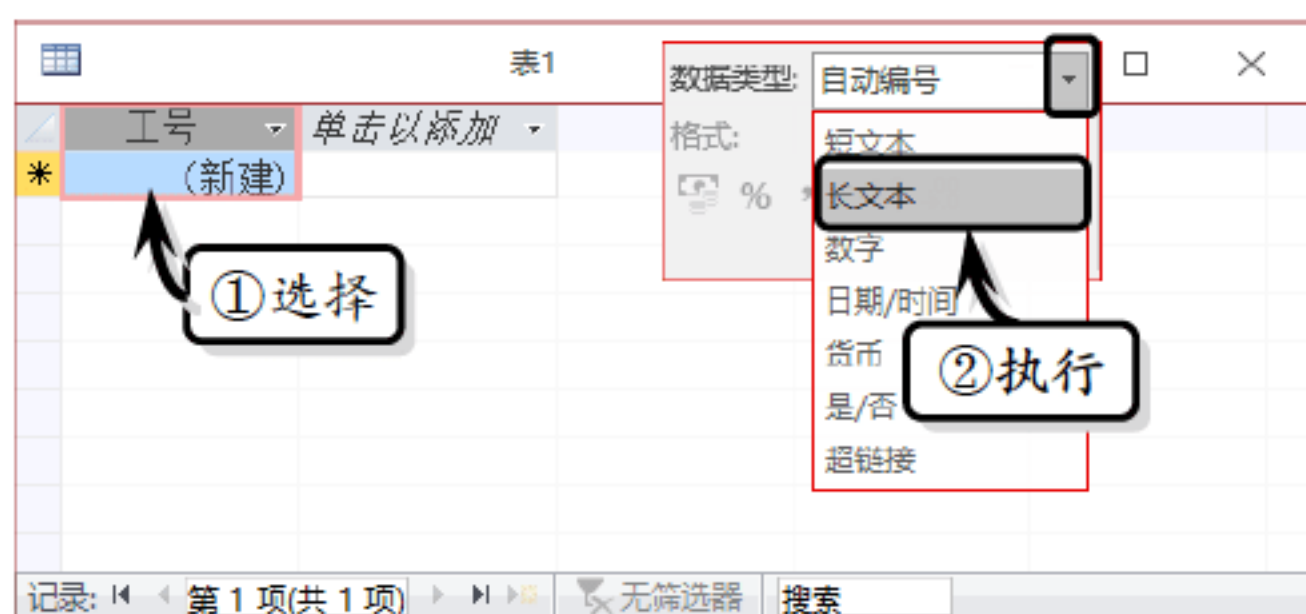 表1
数据类型: 自动编号
工号 单击以添加
格式:
短文本
* (新建)
% ,
长文本
数字
①选择
日期/时间
货币
②执行
是/否
超链接
记录: 第 1 项(共 1 项) 无筛选器 搜索